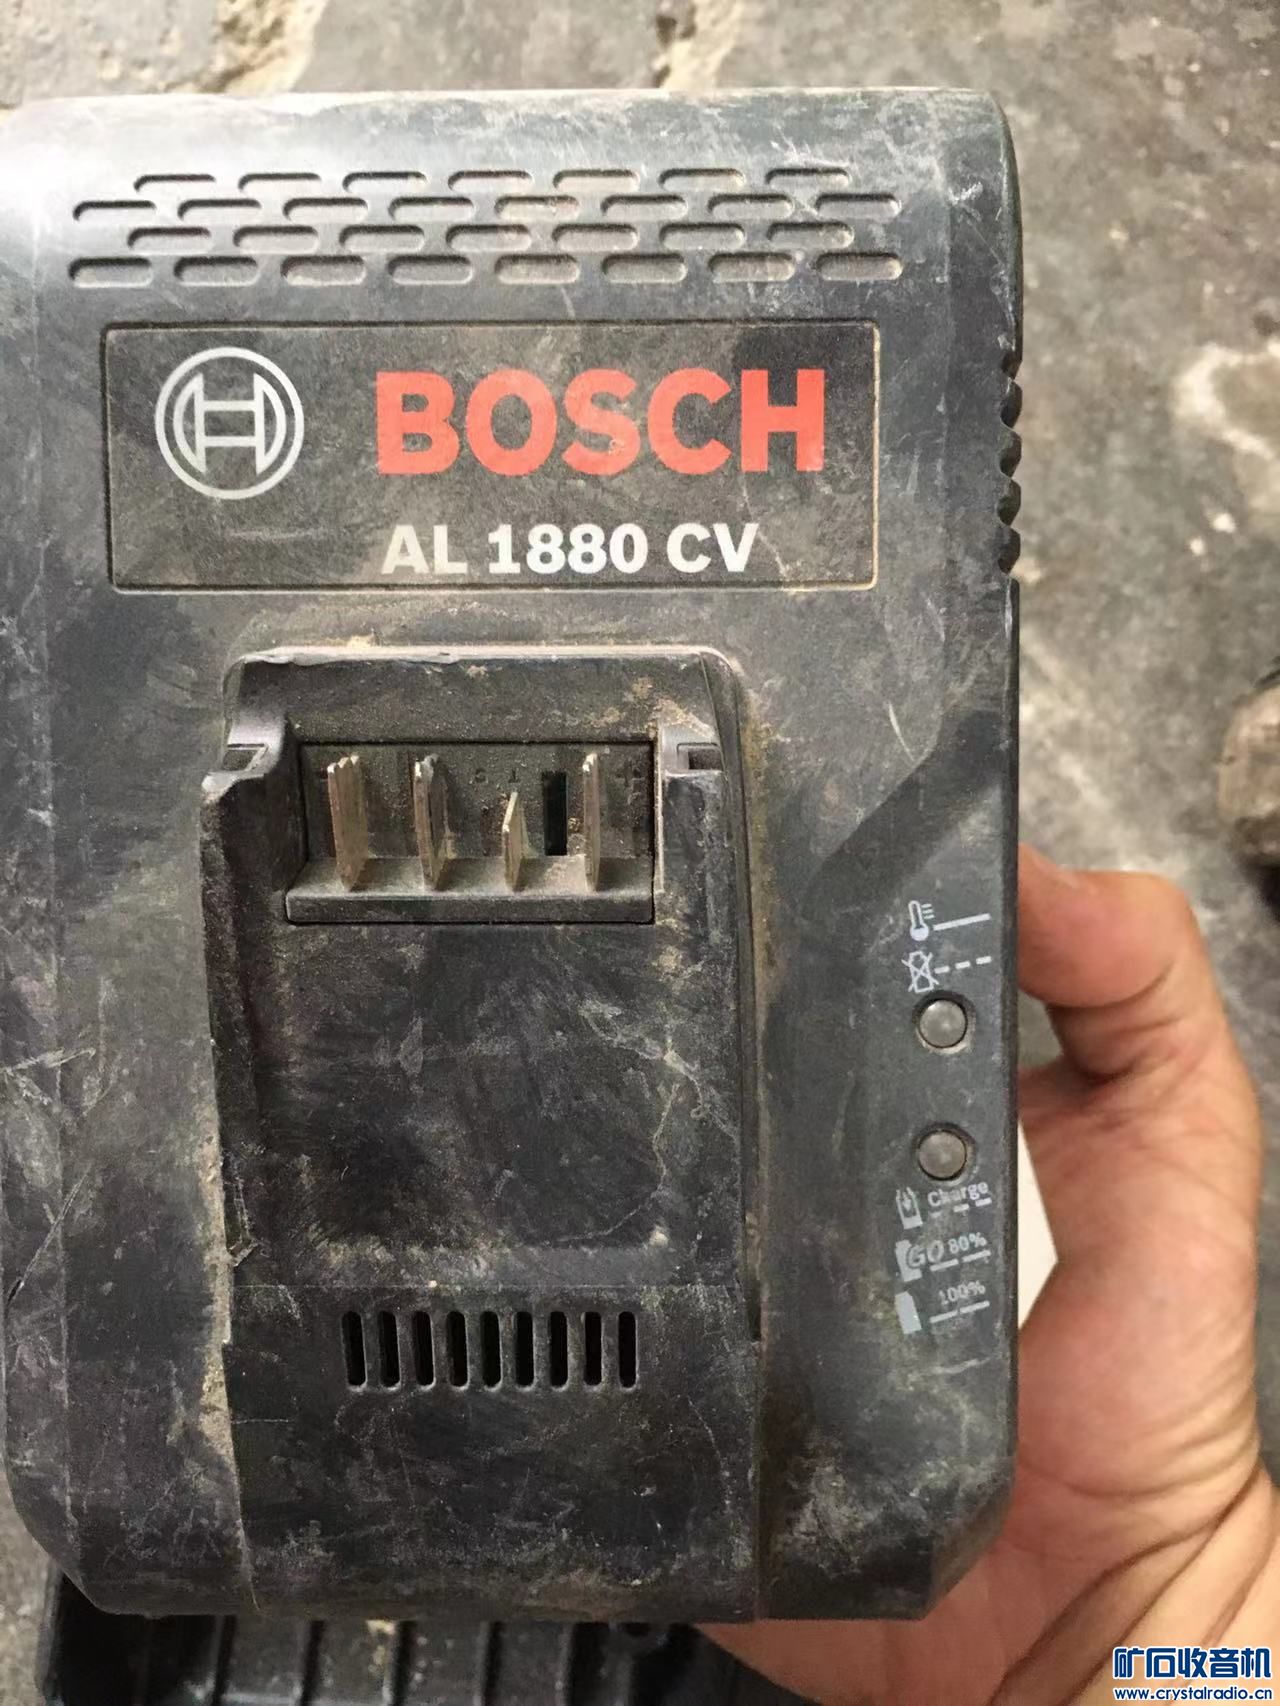 BOSCH
AL 1880 CV
Charge
GO 80%
100%
矿石收音机
www.crystalradio.cn